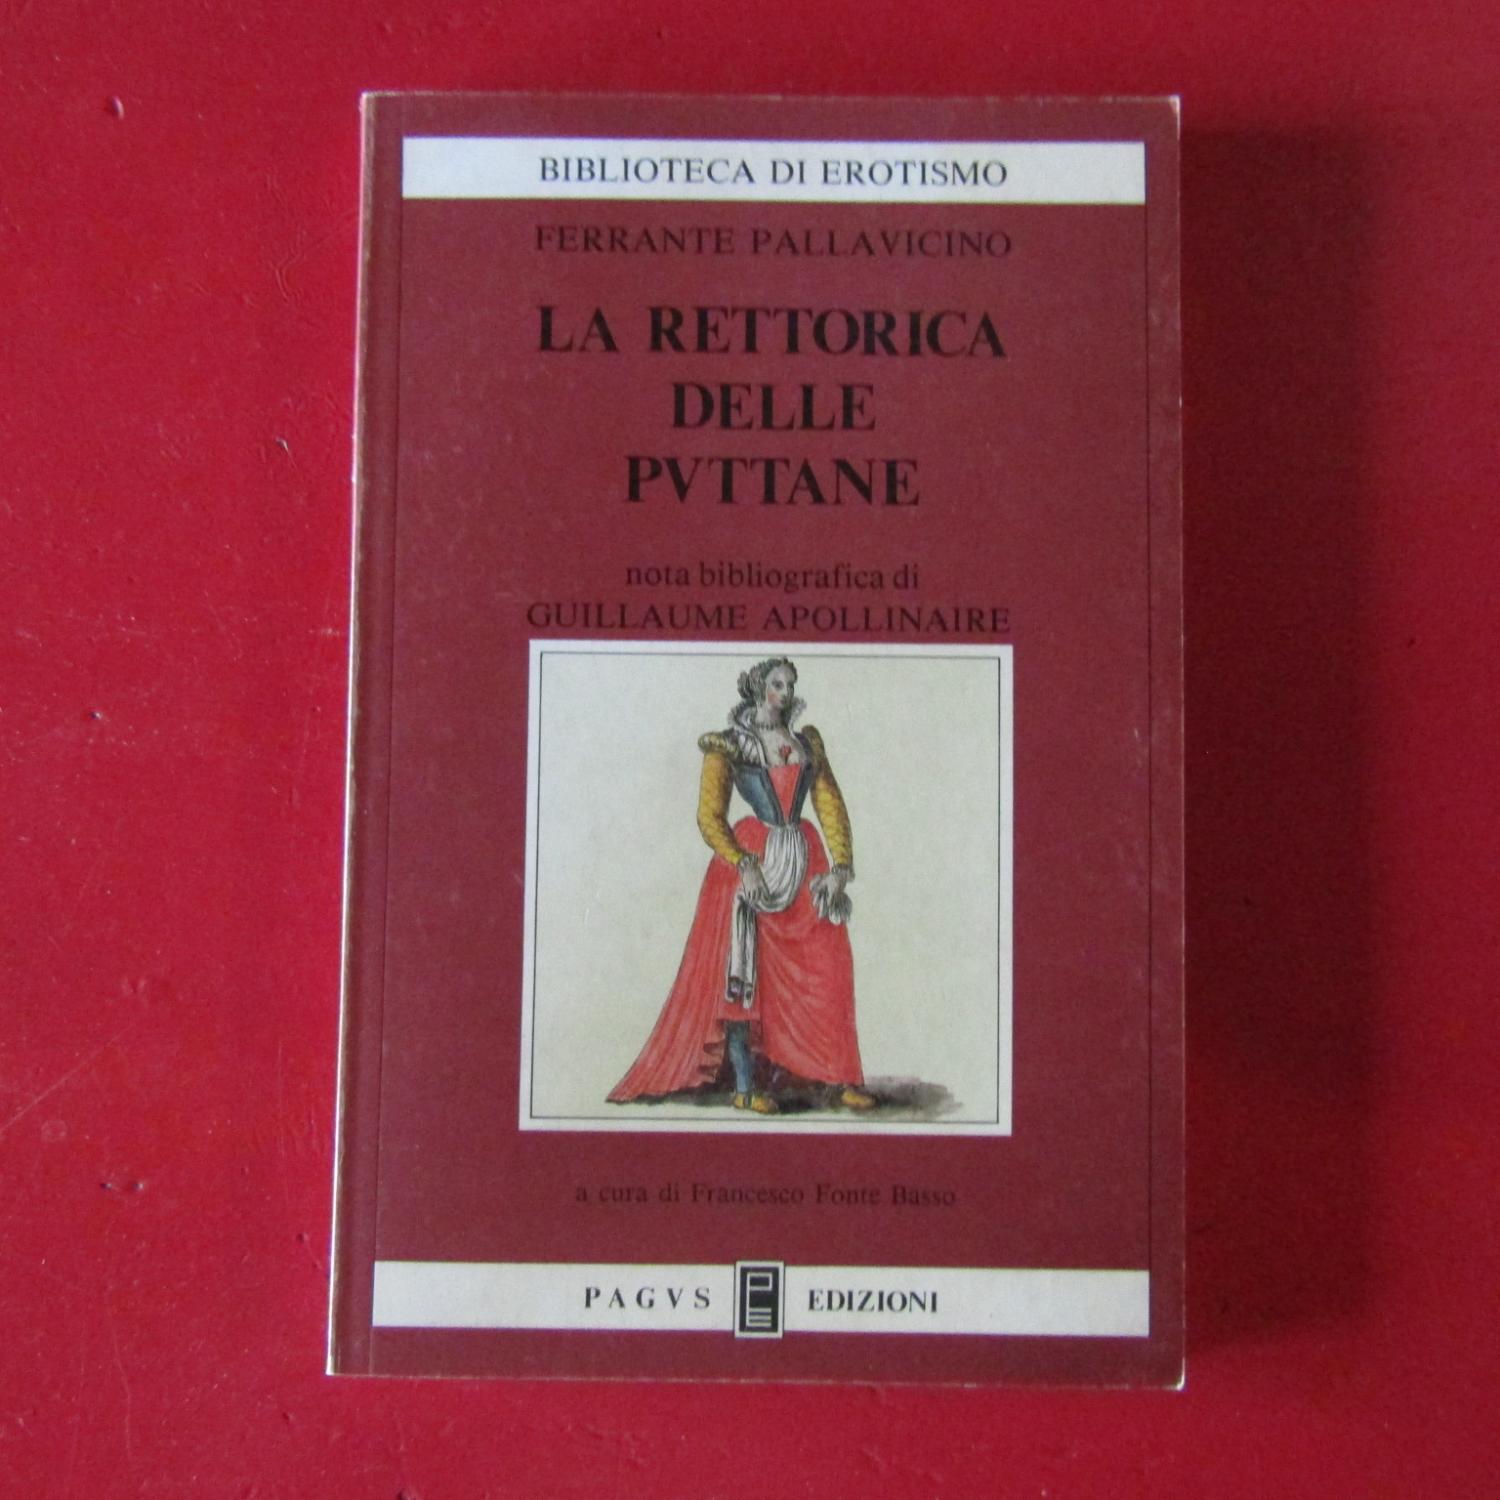 BIBLIOTECA DI EROTISMO
FERRANTE PALLAVICINO
LA RETTORICA
DELLE
PVTTANE
nota bibliografica di
GUILLAUME APOLLINAIRE
a cura di Francesco Fonte Basso
PAGVS PE EDIZIONI